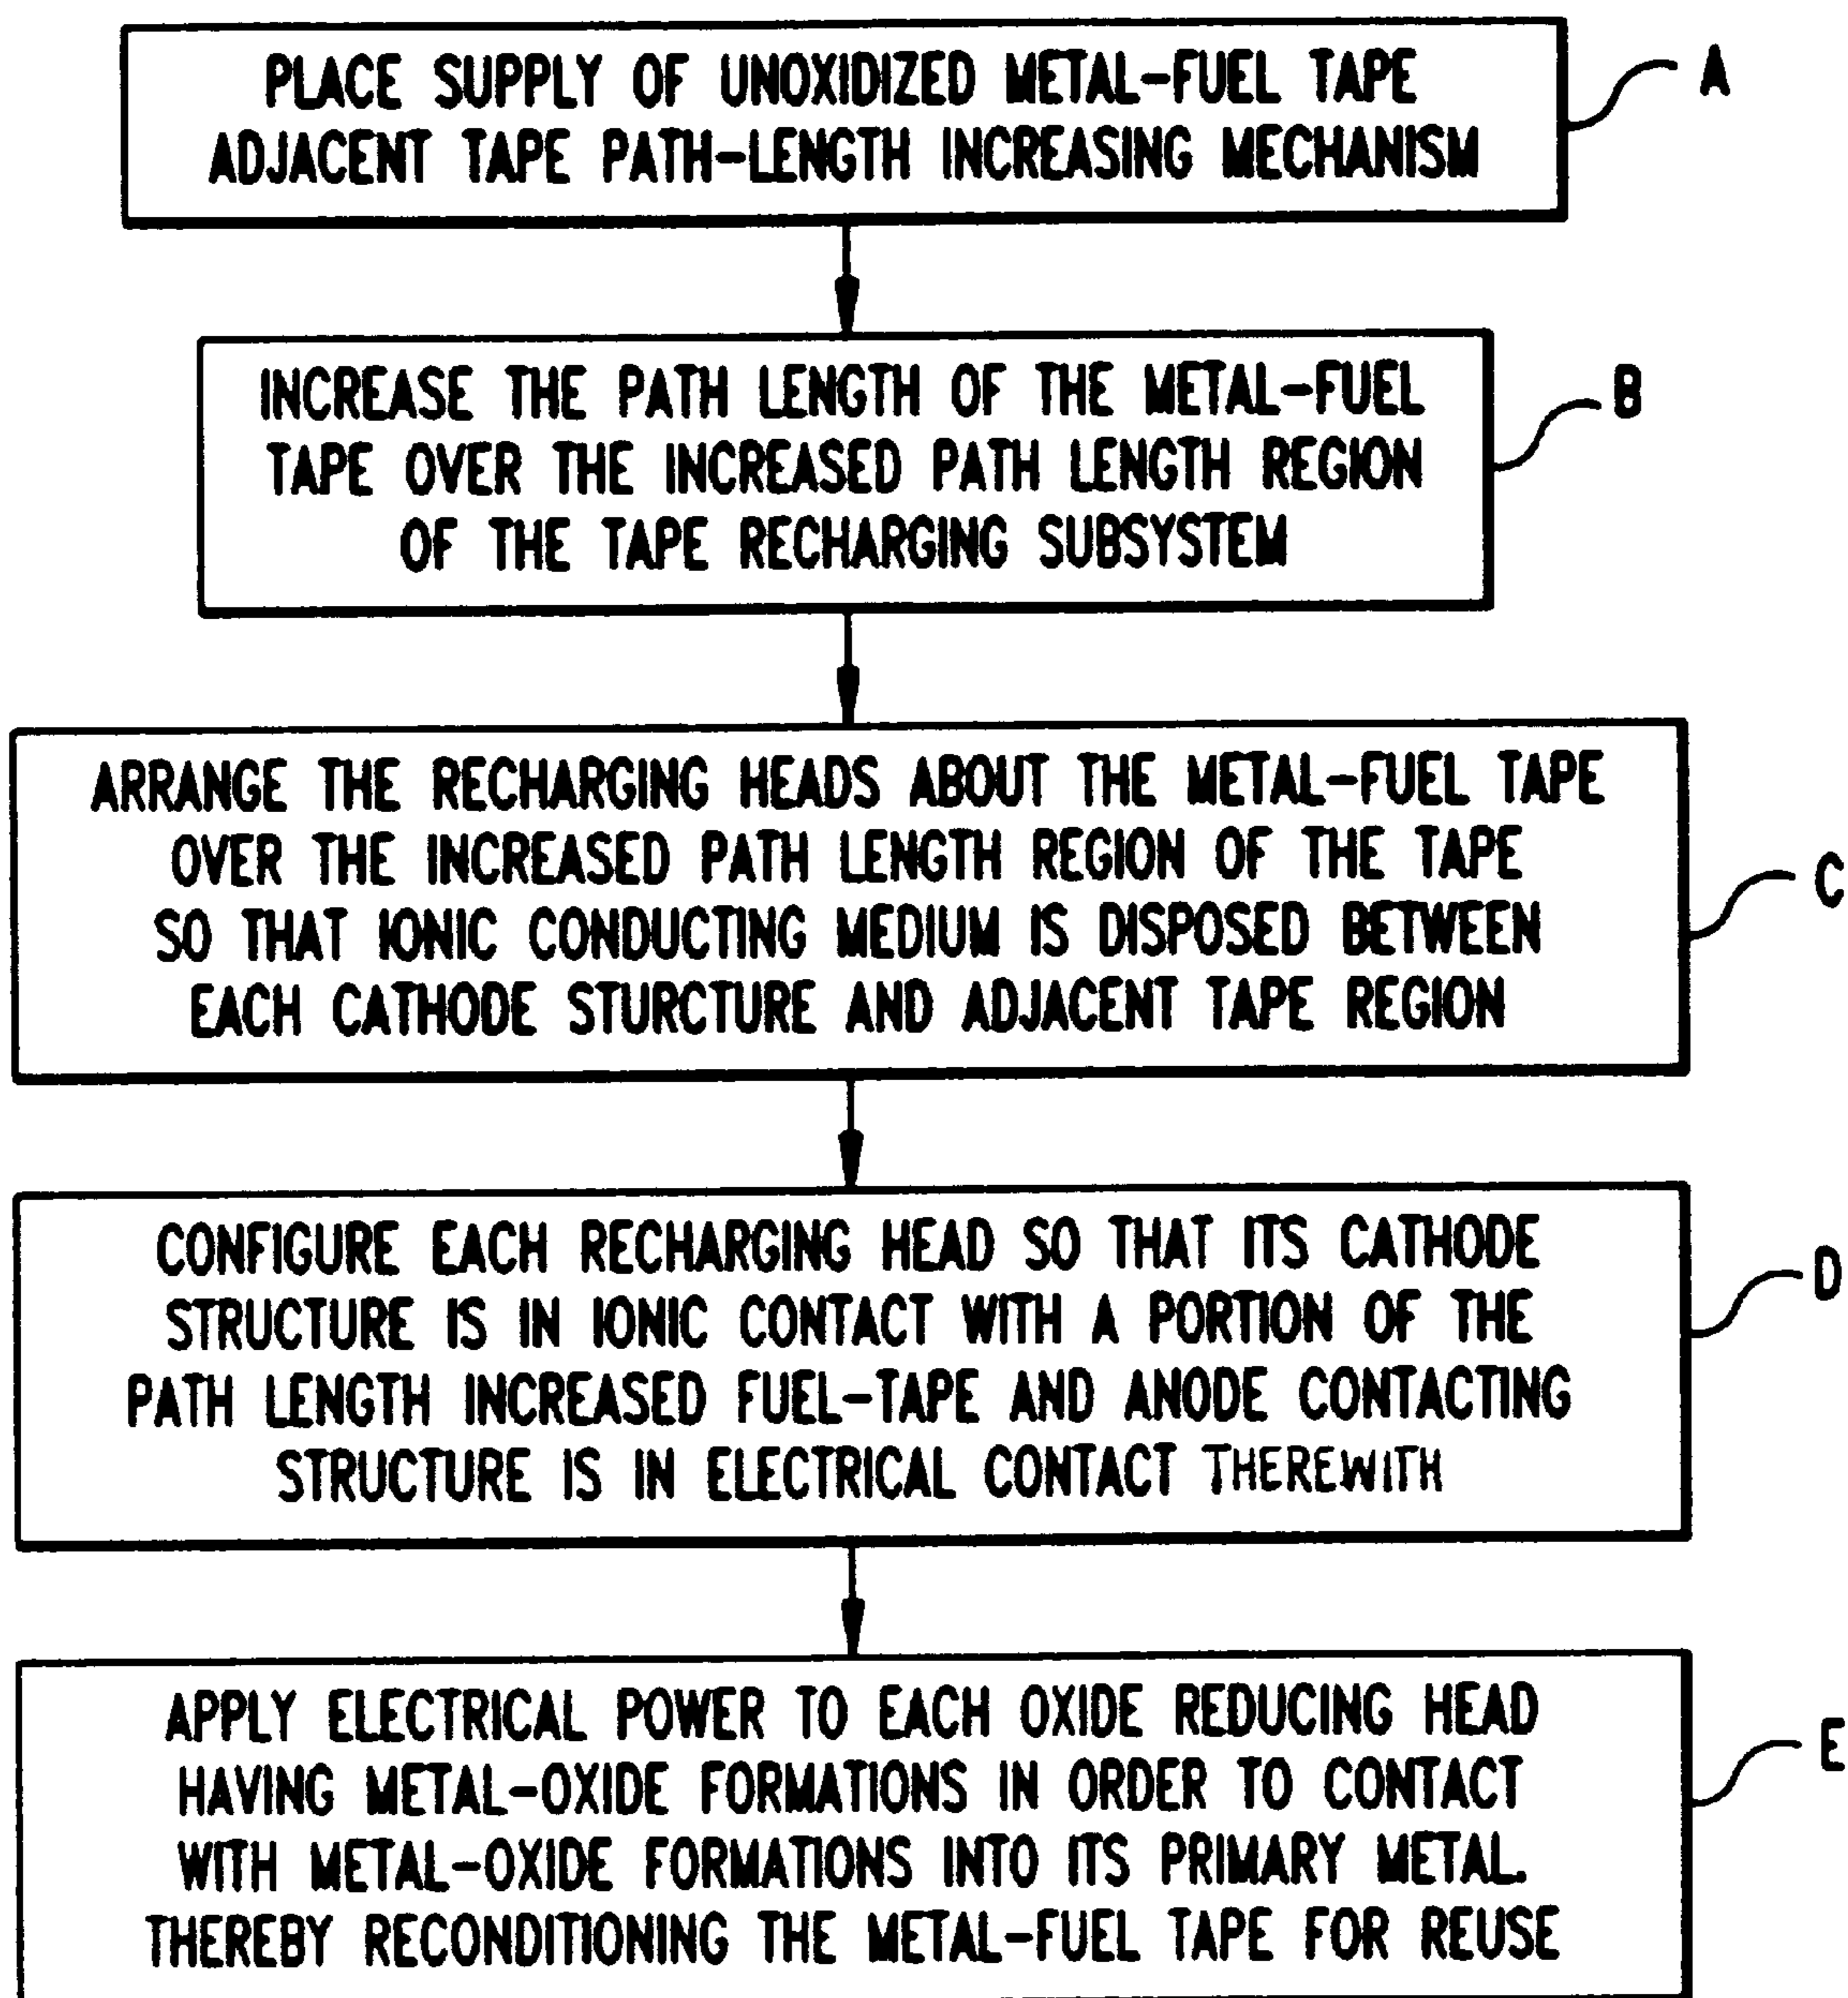 PLACE SUPPLY OF UNOXIDIZED METAL-FUEL TAPE
ADJACENT TAPE PATH-LENGTH INCREASING MECHANISM
A
INCREASE THE PATH LENGTH OF THE METAL-FUEL
TAPE OVER THE INCREASED PATH LENGTH REGION
OF THE TAPE RECHARGING SUBSYSTEM
B
ARRANGE THE RECHARGING HEADS ABOUT THE METAL-FUEL TAPE
OVER THE INCREASED PATH LENGTH REGION OF THE TAPE
SO THAT IONIC CONDUCTING MEDIUM IS DISPOSED BETWEEN
EACH CATHODE STURCTURE AND ADJACENT TAPE REGION
C
CONFIGURE EACH RECHARGING HEAD SO THAT ITS CATHODE
STRUCTURE IS IN IONIC CONTACT WITH A PORTION OF THE
PATH LENGTH INCREASED FUEL-TAPE AND ANODE CONTACTING
STRUCTURE IS IN ELECTRICAL CONTACT THEREWITH
D
APPLY ELECTRICAL POWER TO EACH OXIDE REDUCING HEAD
HAVING METAL-OXIDE FORMATIONS IN ORDER TO CONTACT
WITH METAL-OXIDE FORMATIONS INTO ITS PRIMARY METAL.
THEREBY RECONDITIONING THE METAL-FUEL TAPE FOR REUSE
E